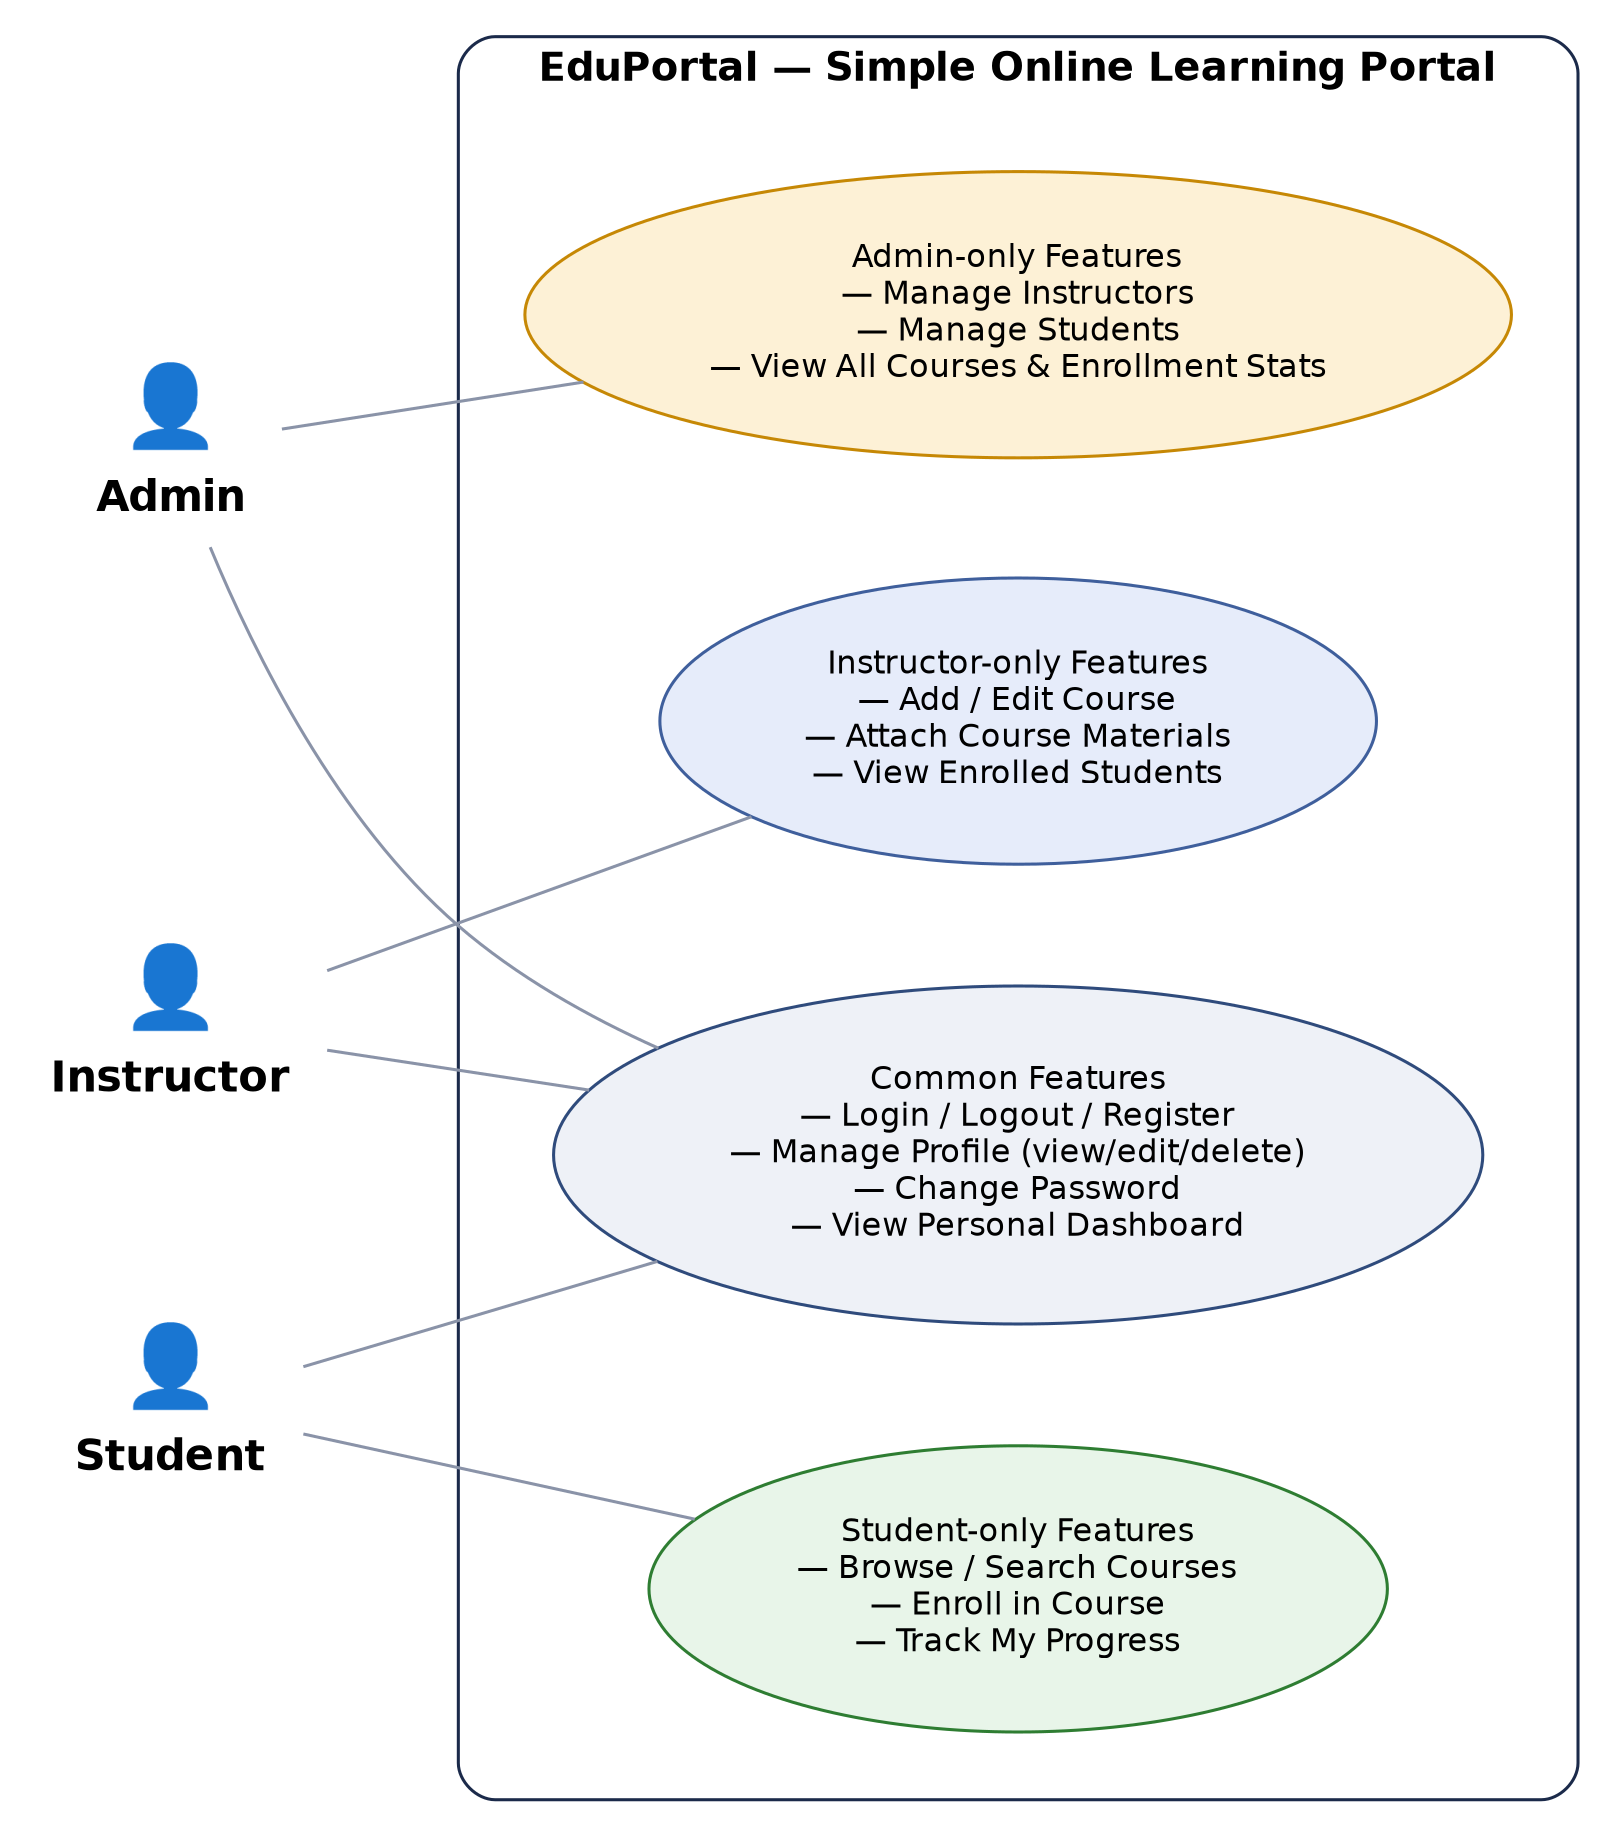 EduPortal — Simple Online Learning Portal
Admin-only Features
— Manage Instructors
— Manage Students
— View All Courses & Enrollment Stats
Admin
Instructor-only Features
— Add / Edit Course
— Attach Course Materials
— View Enrolled Students
Instructor
Common Features
— Login / Logout / Register
— Manage Profile (view/edit/delete)
— Change Password
— View Personal Dashboard
Student
Student-only Features
— Browse / Search Courses
— Enroll in Course
— Track My Progress